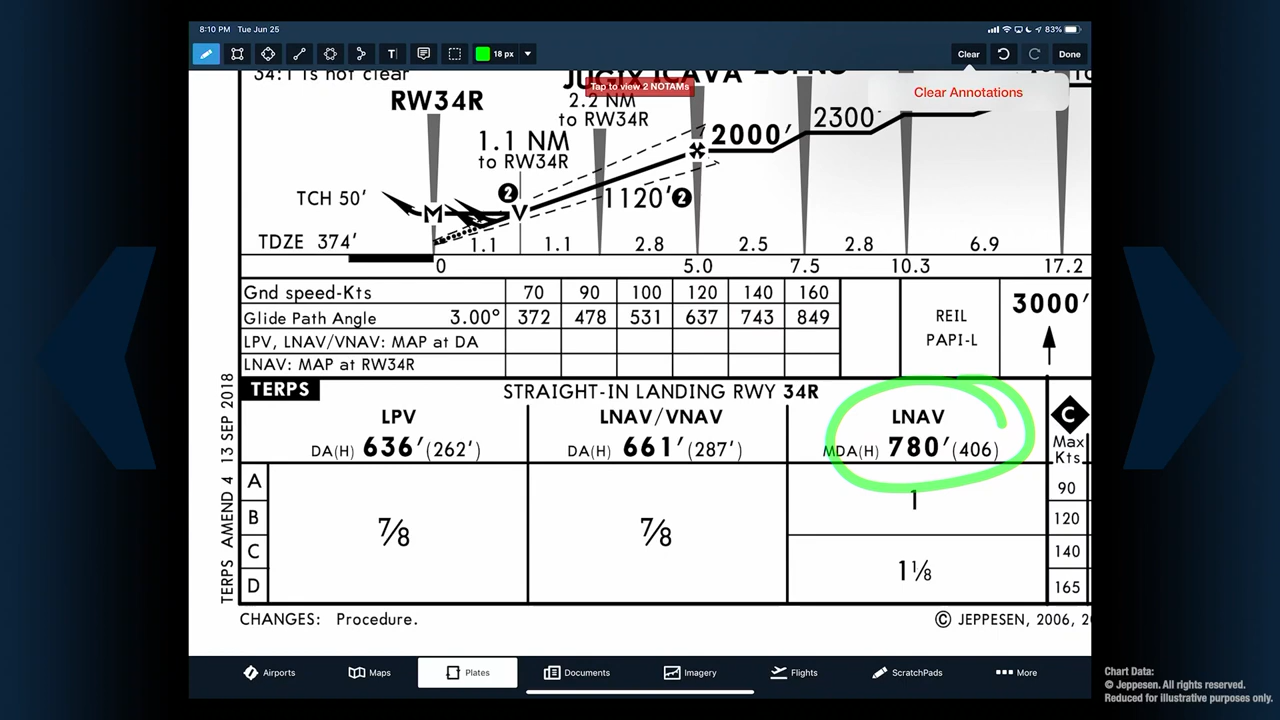 8:10 PM Tue Jun 25
83%
T
18 px
Clear
Done
34:1 is not clear
Tap to view 2 NOTAMs
Clear Annotations
RW34R
2.2 NM
to RW34R
1.1 NM
to RW34R
2000′
2300′
TCH 50′
M
2
V
1120′ 2
TDZE 374′
1.1 1.1 2.8 2.5 2.8 6.9
0 5.0 7.5 10.3 17.2
Gnd speed-Kts 70 90 100 120 140 160
Glide Path Angle 3.00° 372 478 531 637 743 849
LPV, LNAV/VNAV: MAP at DA
LNAV: MAP at RW34R
REIL
PAPI-L
3000′
TERPS STRAIGHT-IN LANDING RWY 34R
LPV LNAV/VNAV LNAV
DA(H) 636′(262′) DA(H) 661′(287′) MDA(H) 780′(406)
C
Max
Kts
A
B
C
D
⅞ ⅞
1
1⅛
90
120
140
165
TERPS AMEND 4 13 SEP 2018
CHANGES: Procedure.
© JEPPESEN, 2006, 2
Airports Maps Plates Documents Imagery Flights ScratchPads More
Chart Data:
© Jeppesen. All rights reserved.
Reduced for illustrative purposes only.